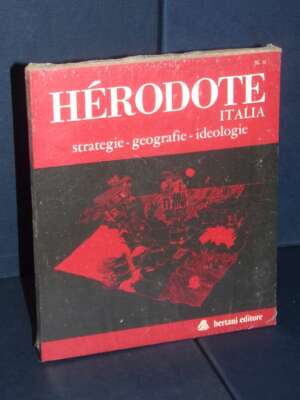 HÉRODOTE
ITALIA
strategie - geografie - ideologie
bertani editore